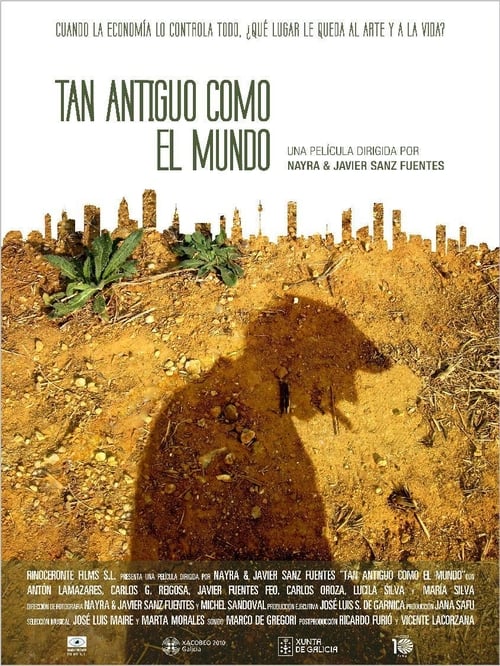 CUANDO LA ECONOMÍA LO CONTROLA TODO, ¿QUÉ LUGAR LE QUEDA AL ARTE Y A LA VIDA?
TAN ANTIGUO COMO
EL MUNDO
UNA PELÍCULA DIRIGIDA POR
NAYRA & JAVIER SANZ FUENTES
RINOCERONTE FILMS S.L. PRESENTA UNA PELÍCULA DIRIGIDA POR NAYRA & JAVIER SANZ FUENTES "TAN ANTIGUO COMO EL MUNDO" CON
ANTÓN LAMAZARES, CARLOS G. REIGOSA, JAVIER FUENTES FEO, CARLOS OROZA, LUCILA SILVA Y MARÍA SILVA
DIRECCIÓN DE FOTOGRAFÍA NAYRA & JAVIER SANZ FUENTES Y MICHEL SANDOVAL PRODUCCIÓN EJECUTIVA JOSÉ LUIS S. DE GARNICA PRODUCCIÓN JANA SAFU
SELECCIÓN MUSICAL JOSÉ LUIS MAIRE Y MARTA MORALES SONIDO MARCO DE GREGORI POSTPRODUCCIÓN RICARDO FURIÓ Y VICENTE LACORZANA
XACOBEO 2010
Galicia
XUNTA
DE GALICIA